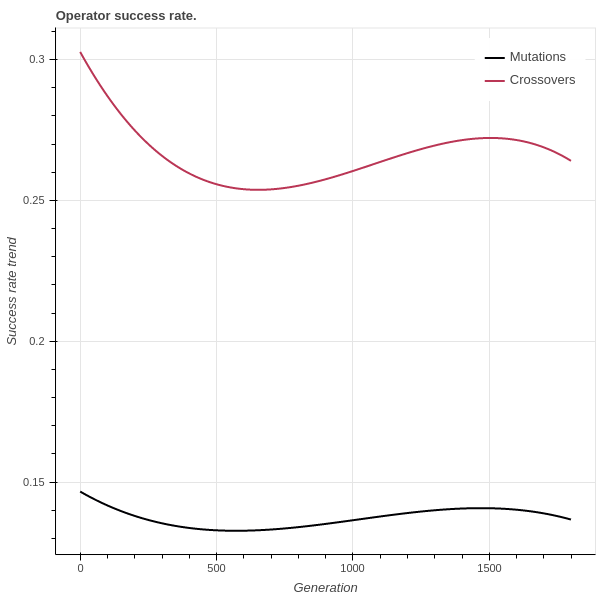 Operator success rate.
Mutations
Crossovers
0.3
0.25
0.2
0.15
Success rate trend
0
500
1000
1500
Generation